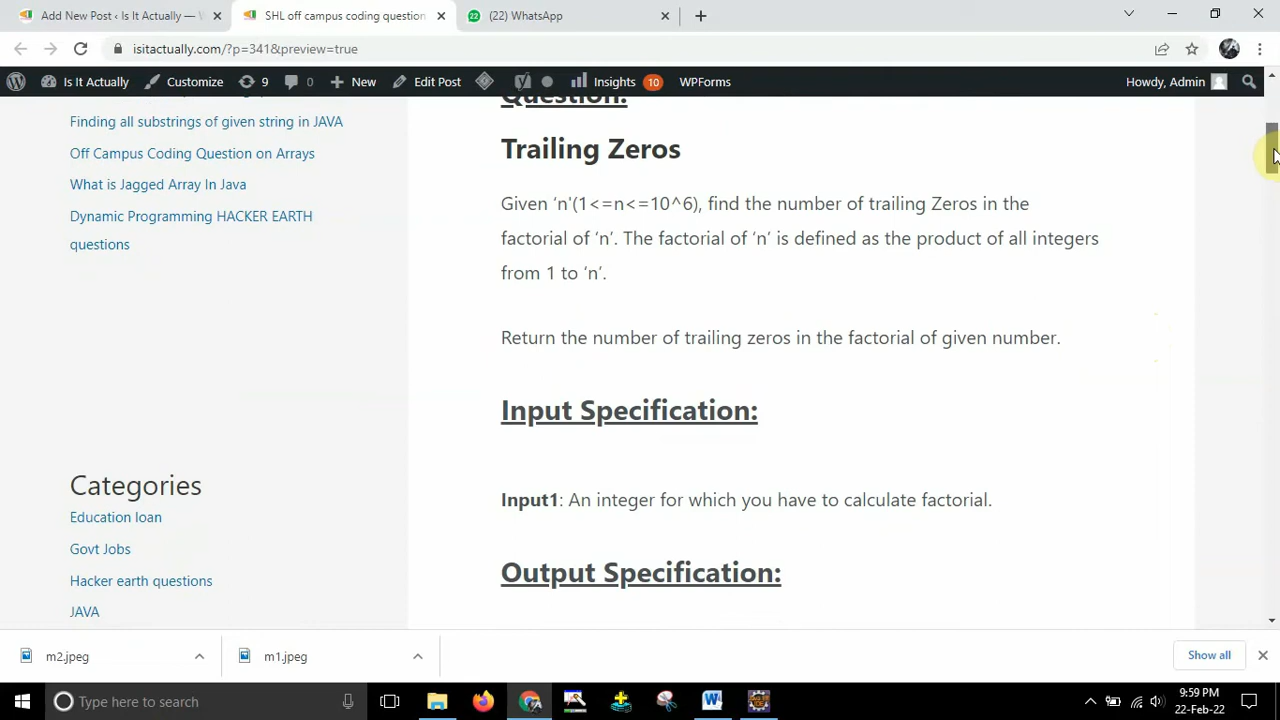 Add New Post ‹ Is It Actually — W
SHL off campus coding question
(22) WhatsApp
isitactually.com/?p=341&preview=true
Is It Actually
Customize
9
0
New
Edit Post
Insights
10
WPForms
Howdy, Admin
Finding all substrings of given string in JAVA
Off Campus Coding Question on Arrays
What is Jagged Array In Java
Dynamic Programming HACKER EARTH
questions
Categories
Education loan
Govt Jobs
Hacker earth questions
JAVA
Question:
Trailing Zeros
Given ‘n'(1<=n<=10^6), find the number of trailing Zeros in the
factorial of ‘n’. The factorial of ‘n’ is defined as the product of all integers
from 1 to ‘n’.
Return the number of trailing zeros in the factorial of given number.
Input Specification:
Input1: An integer for which you have to calculate factorial.
Output Specification:
m2.jpeg
m1.jpeg
Show all
Type here to search
9:59 PM
22-Feb-22